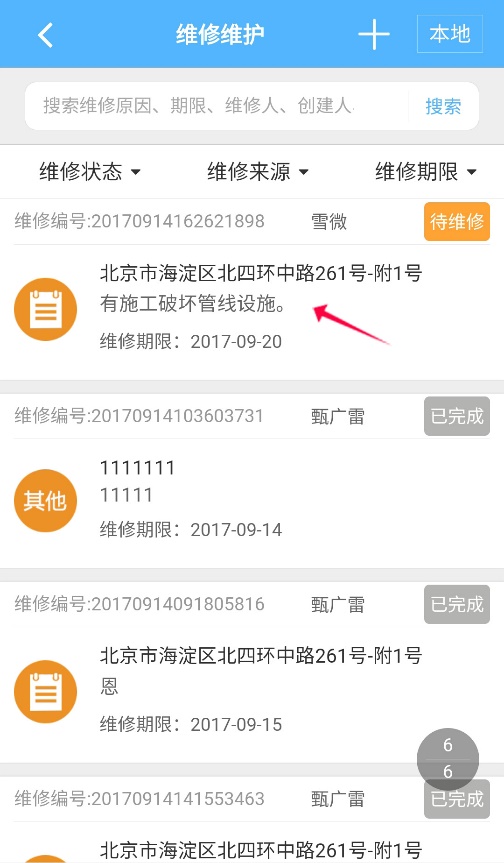 维修维护
本地
搜索维修原因、期限、维修人、创建人
搜索
维修状态 维修来源 维修期限
维修编号:20170914162621898 雪微 待维修
北京市海淀区北四环中路261号-附1号
有施工破坏管线设施。
维修期限：2017-09-20
维修编号:20170914103603731 甄广雷 已完成
其他
1111111
11111
维修期限：2017-09-14
维修编号:20170914091805816 甄广雷 已完成
北京市海淀区北四环中路261号-附1号
恩
维修期限：2017-09-15
6
6
维修编号:20170914141553463 甄广雷 已完成
北京市海淀区北四环中路261号-附1号